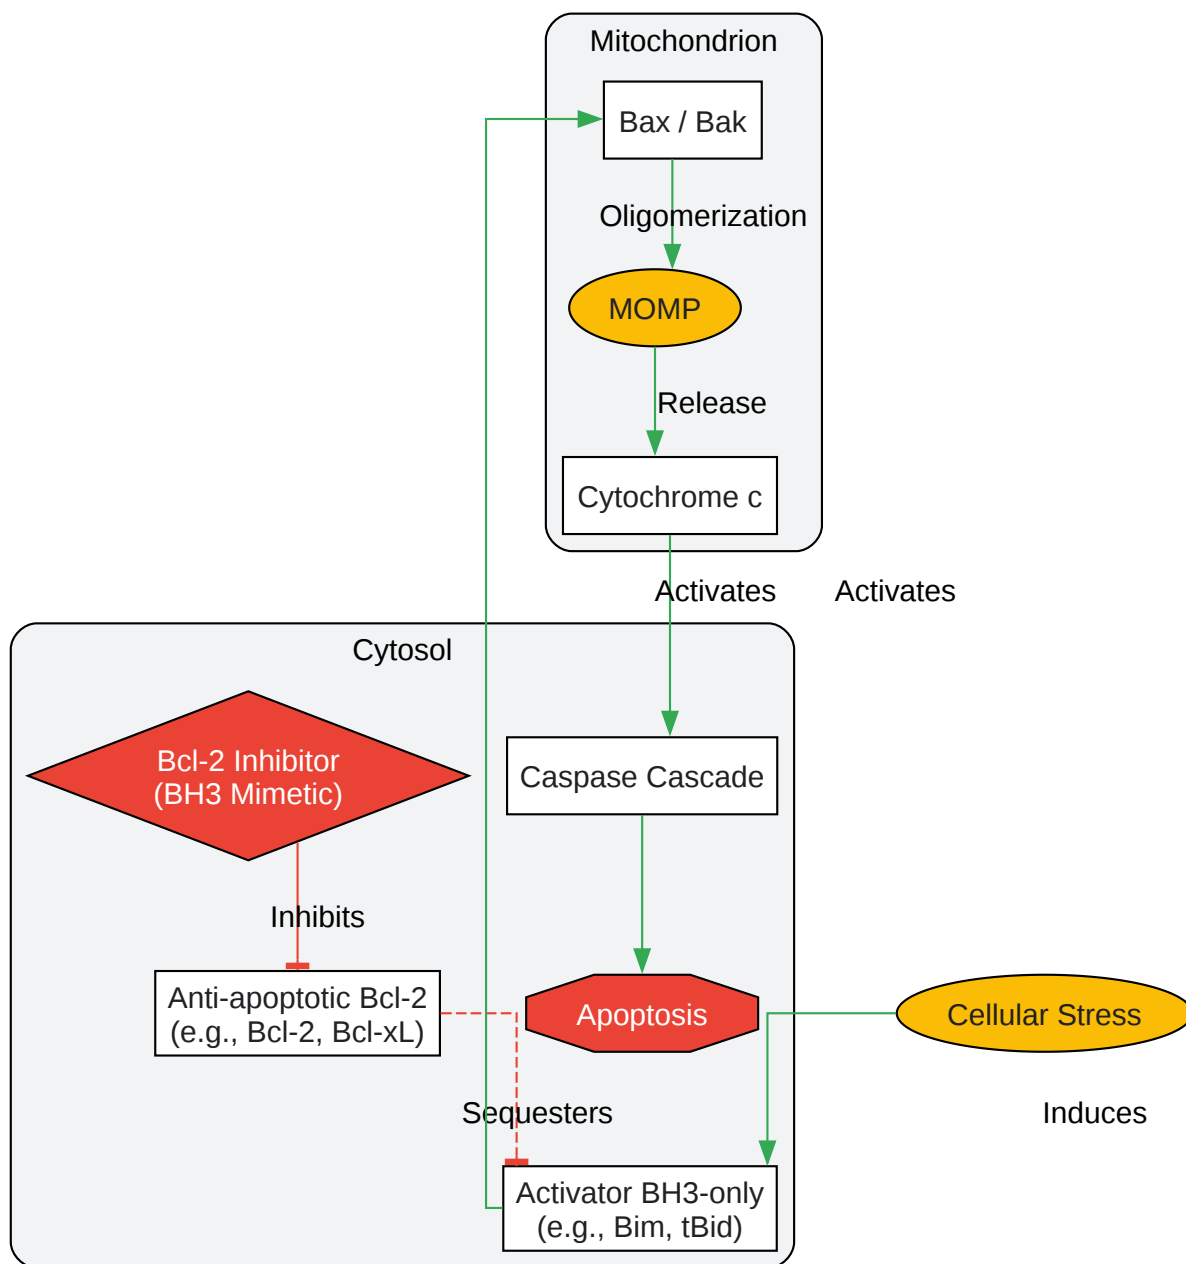 Mitochondrion
Bax / Bak
Oligomerization
MOMP
Release
Cytochrome c
Activates
Activates
Cytosol
Bcl-2 Inhibitor
(BH3 Mimetic)
Caspase Cascade
Inhibits
Anti-apoptotic Bcl-2
(e.g., Bcl-2, Bcl-xL)
Apoptosis
Cellular Stress
Sequesters
Induces
Activator BH3-only
(e.g., Bim, tBid)